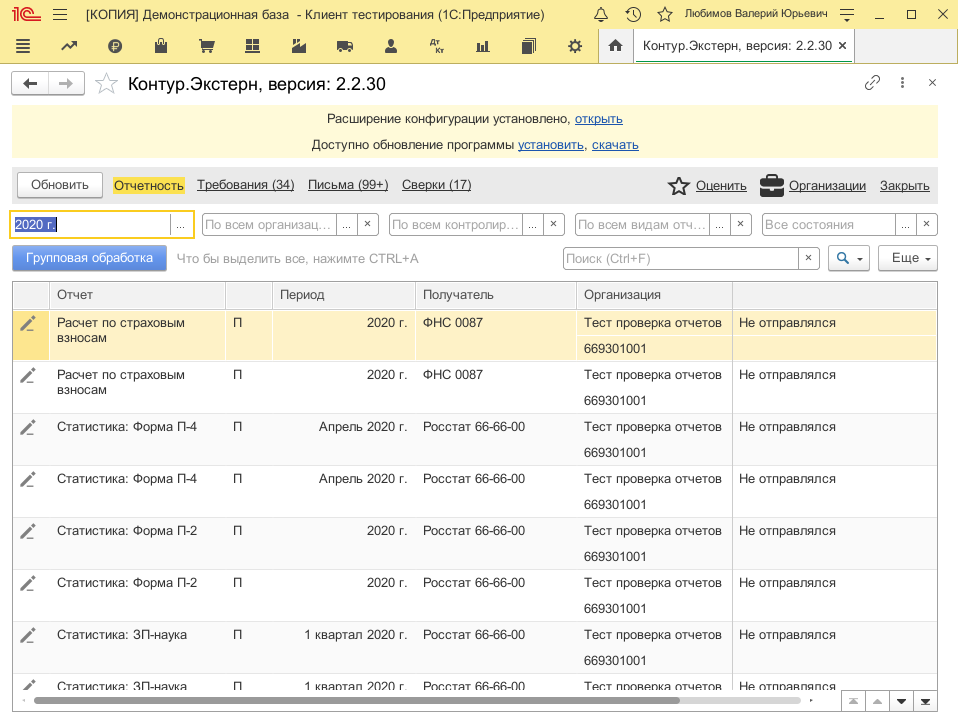 [КОПИЯ] Демонстрационная база - Клиент тестирования (1С:Предприятие)
Любимов Валерий Юрьевич
Контур.Экстерн, версия: 2.2.30 ×
Контур.Экстерн, версия: 2.2.30
Расширение конфигурации установлено, открыть
Доступно обновление программы установить, скачать
Обновить Отчетность Требования (34) Письма (99+) Сверки (17) Оценить Организации Закрыть
2020 г. ... По всем организац... ... × По всем контролир... ... × По всем видам отч... ... × Все состояния ... ×
Групповая обработка Что бы выделить все, нажмите CTRL+A Поиск (Ctrl+F) × Еще
Отчет Период Получатель Организация
Расчет по страховым П 2020 г. ФНС 0087 Тест проверка отчетов Не отправлялся
взносам 669301001
Расчет по страховым П 2020 г. ФНС 0087 Тест проверка отчетов Не отправлялся
взносам 669301001
Статистика: Форма П-4 П Апрель 2020 г. Росстат 66-66-00 Тест проверка отчетов Не отправлялся
669301001
Статистика: Форма П-4 П Апрель 2020 г. Росстат 66-66-00 Тест проверка отчетов Не отправлялся
669301001
Статистика: Форма П-2 П 2020 г. Росстат 66-66-00 Тест проверка отчетов Не отправлялся
669301001
Статистика: Форма П-2 П 2020 г. Росстат 66-66-00 Тест проверка отчетов Не отправлялся
669301001
Статистика: ЗП-наука П 1 квартал 2020 г. Росстат 66-66-00 Тест проверка отчетов Не отправлялся
669301001
Статистика: ЗП-наука П 1 квартал 2020 г. Росстат 66-66-00 Тест проверка отчетов Не отправлялся